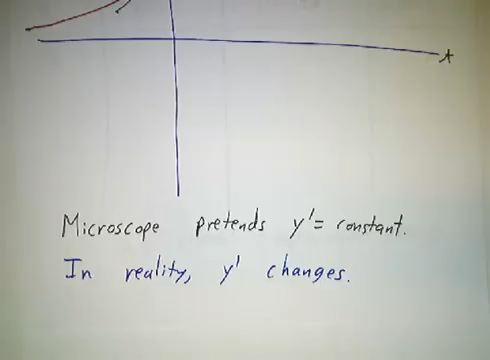 t
Microscope pretends y' = constant.
In reality, y' changes.